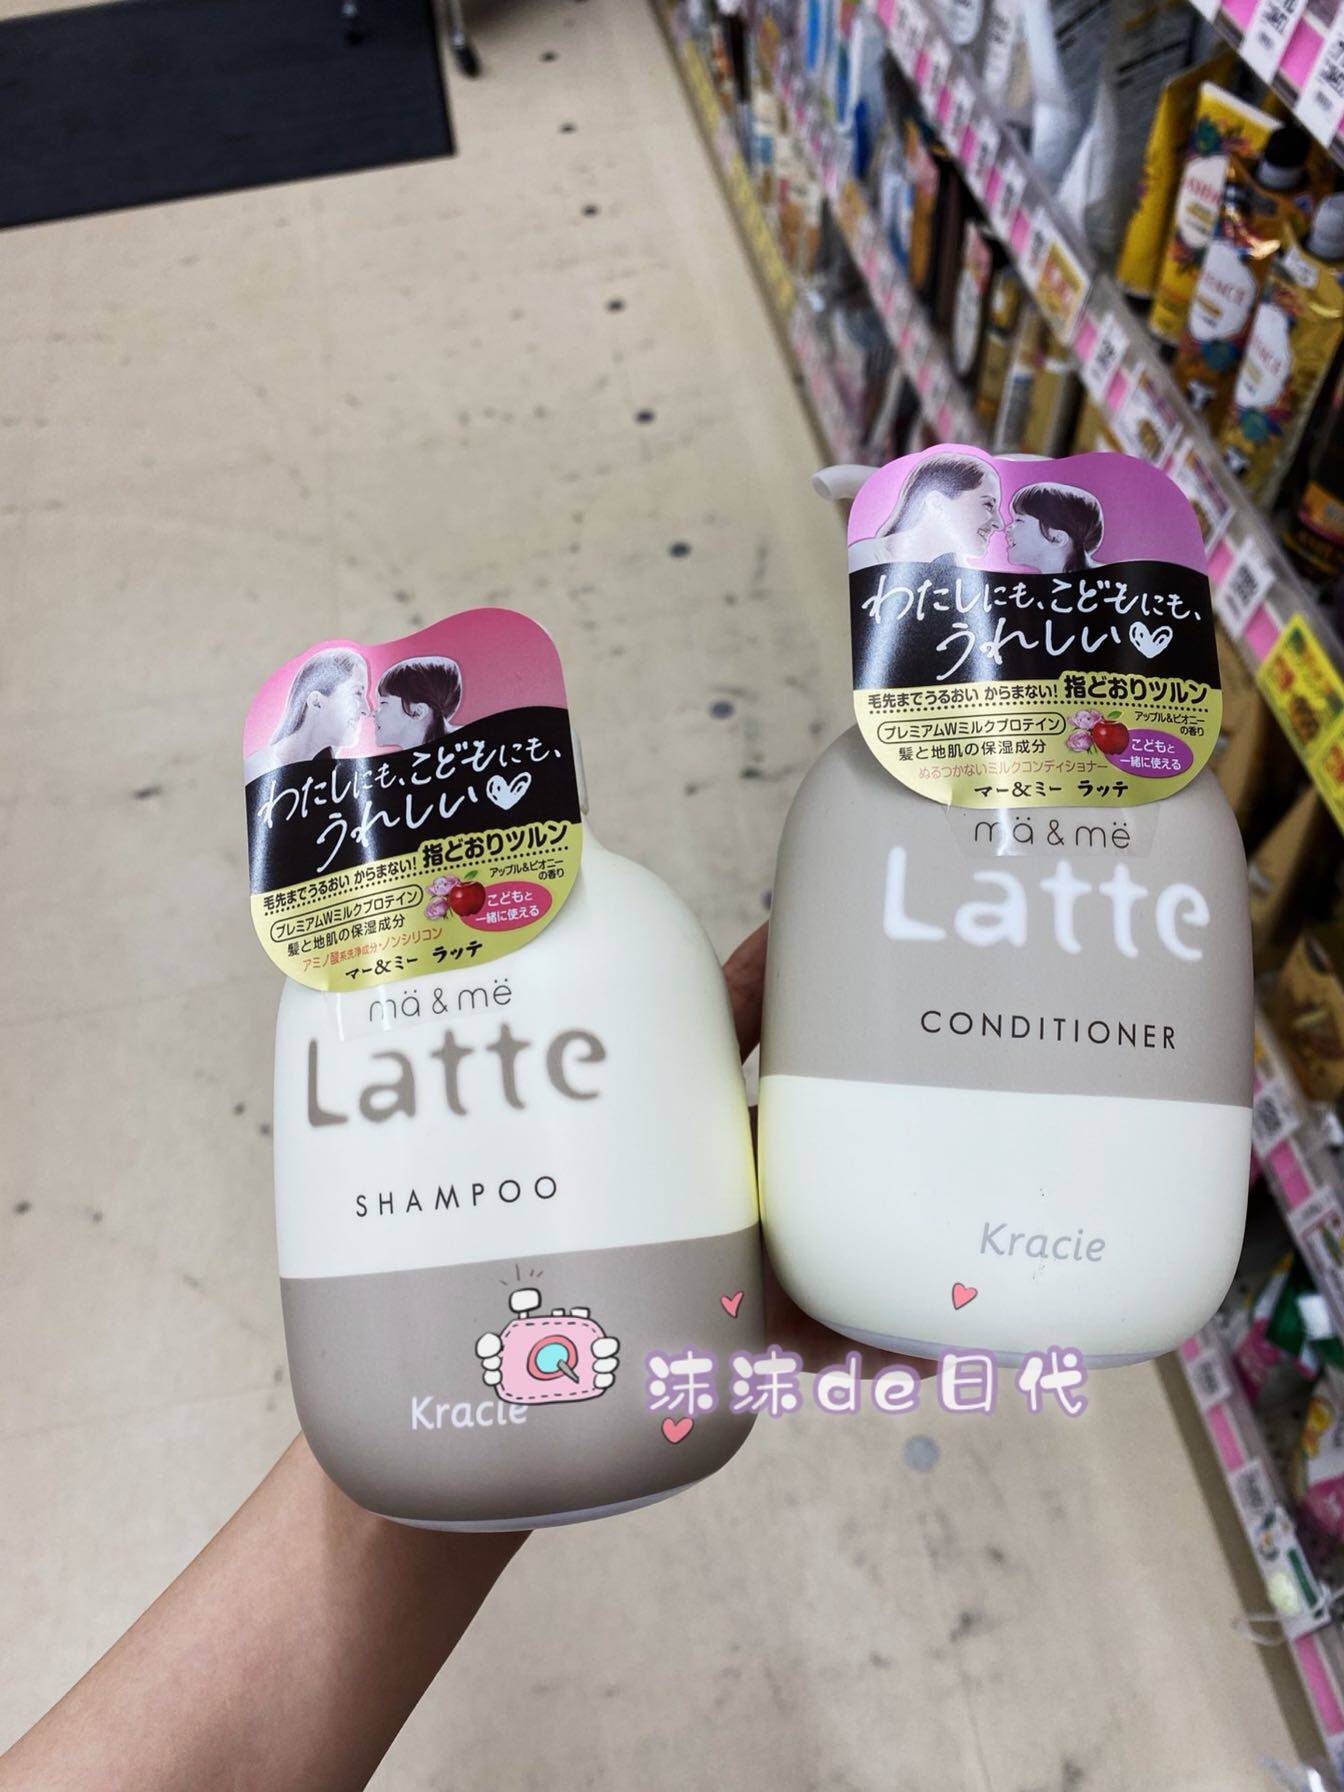 わたしにも、こどもにも、
うれしい
毛先までうるおい からまない! 指どおりツルン
プレミアムWミルクプロテイン
アップル&ピオニー
の香り
髪と地肌の保湿成分
こどもと
一緒に使える
アミノ酸系洗浄成分・ノンシリコン
マー&ミー ラッテ
mä & më
Latte
SHAMPOO
Kracie
わたしにも、こどもにも、
うれしい
毛先までうるおい からまない! 指どおりツルン
プレミアムWミルクプロテイン
アップル&ピオニー
の香り
髪と地肌の保湿成分
こどもと
一緒に使える
ぬるつかないミルクコンディショナー
マー&ミー ラッテ
mä & më
Latte
CONDITIONER
Kracie
沫沫de日代